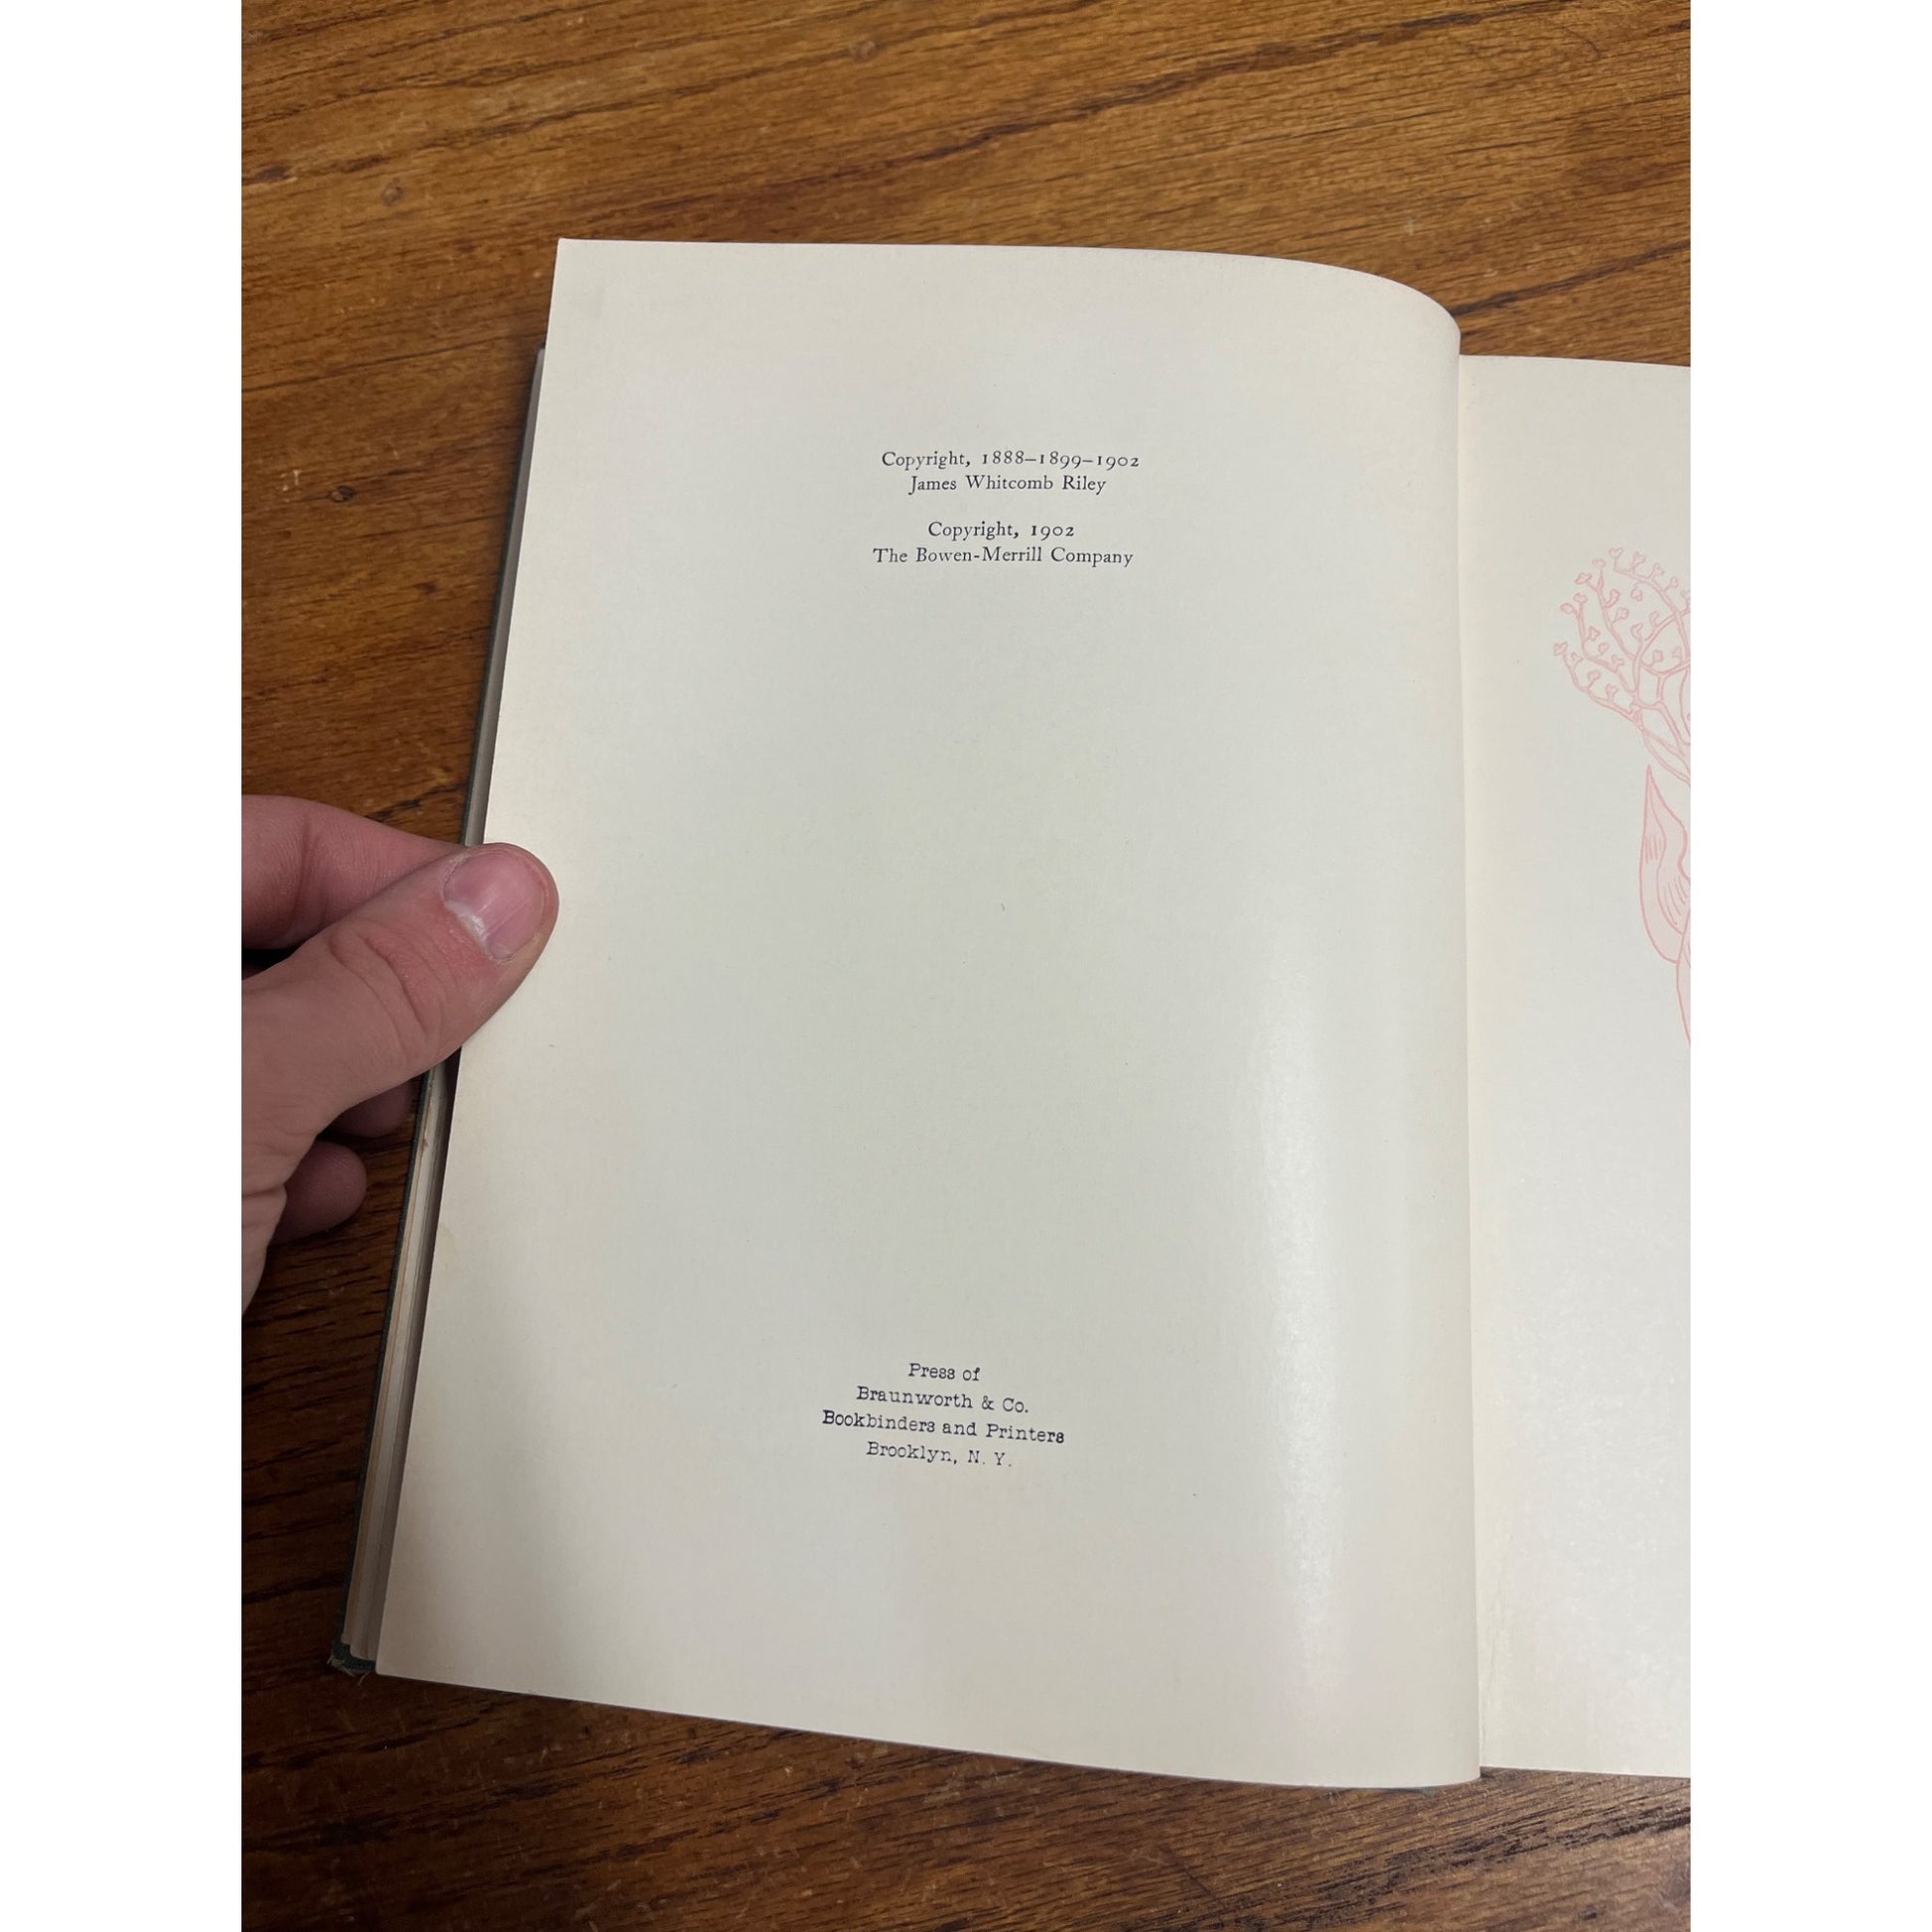 Copyright, 1888–1899–1902
James Whitcomb Riley
Copyright, 1902
The Bowen-Merrill Company
Press of
Braunworth & Co.
Bookbinders and Printers
Brooklyn, N. Y.